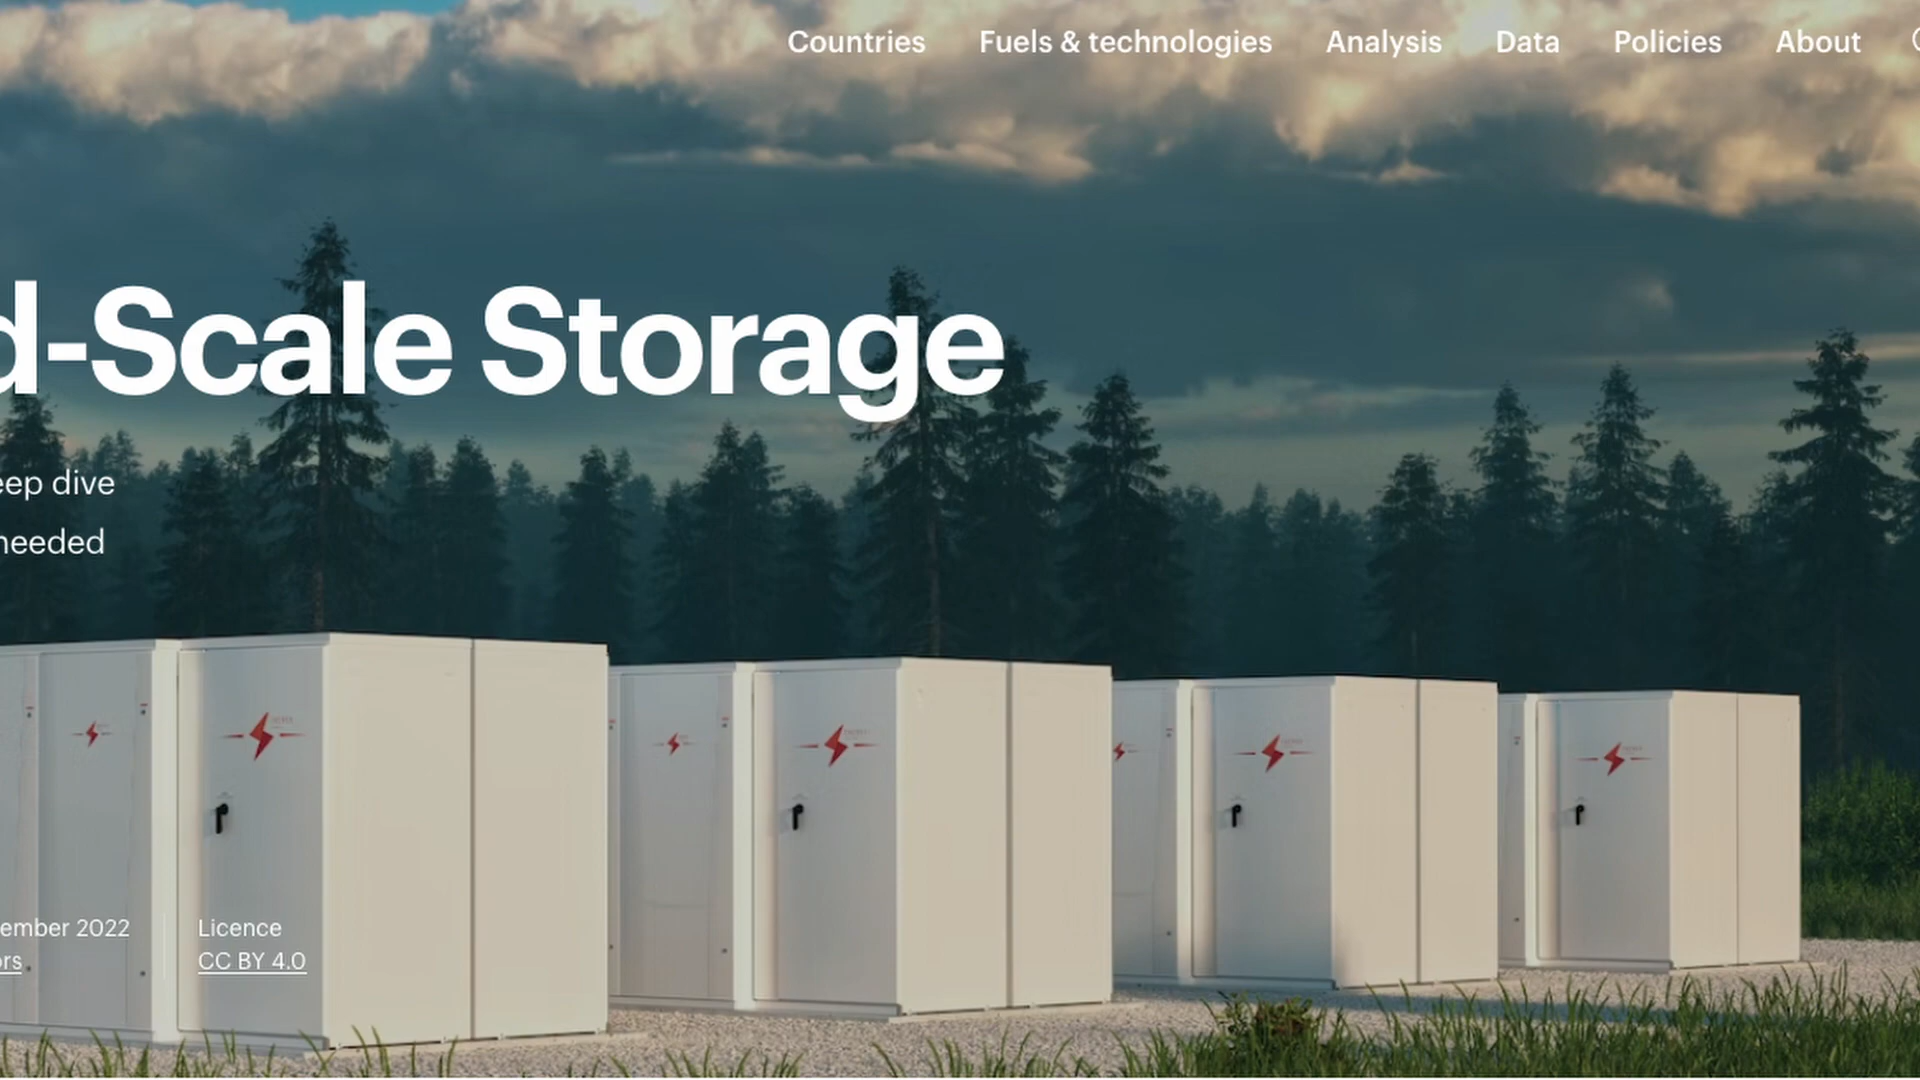 Countries Fuels & technologies Analysis Data Policies About
d-Scale Storage
eep dive
needed
ember 2022
Licence
ors
CC BY 4.0